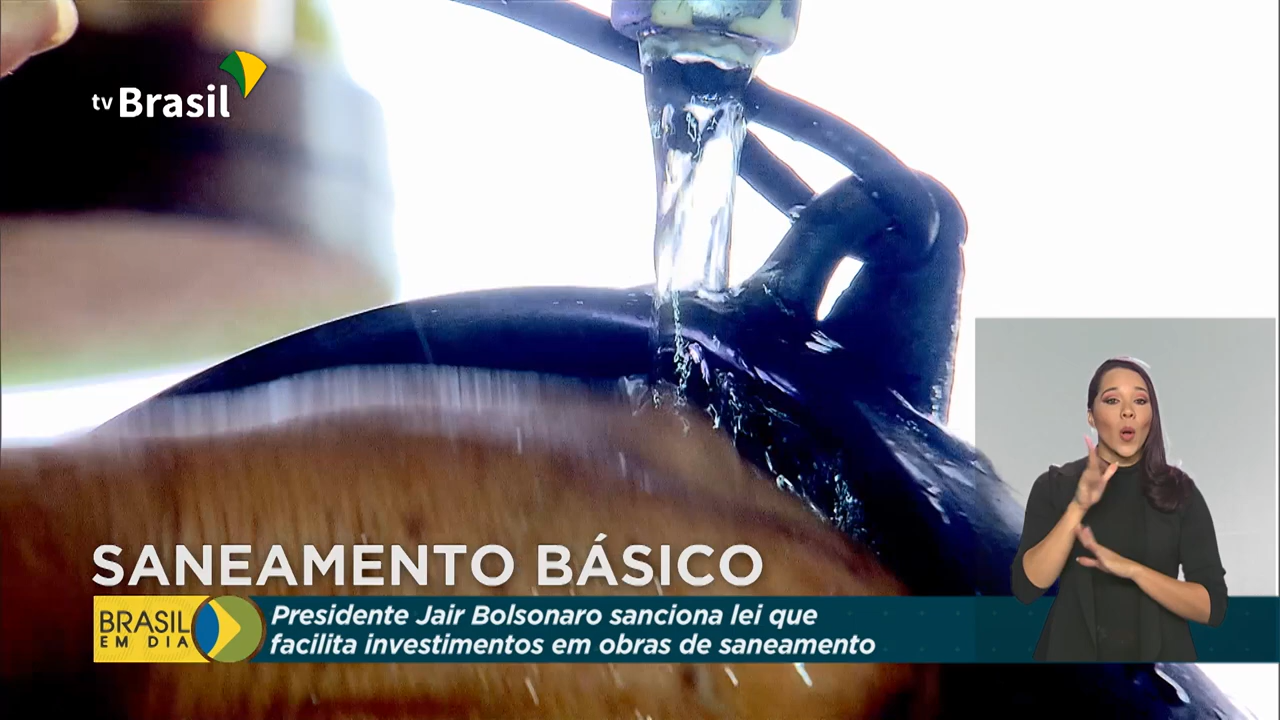 tv Brasil
SANEAMENTO BÁSICO
BRASIL
EM DIA
Presidente Jair Bolsonaro sanciona lei que
facilita investimentos em obras de saneamento